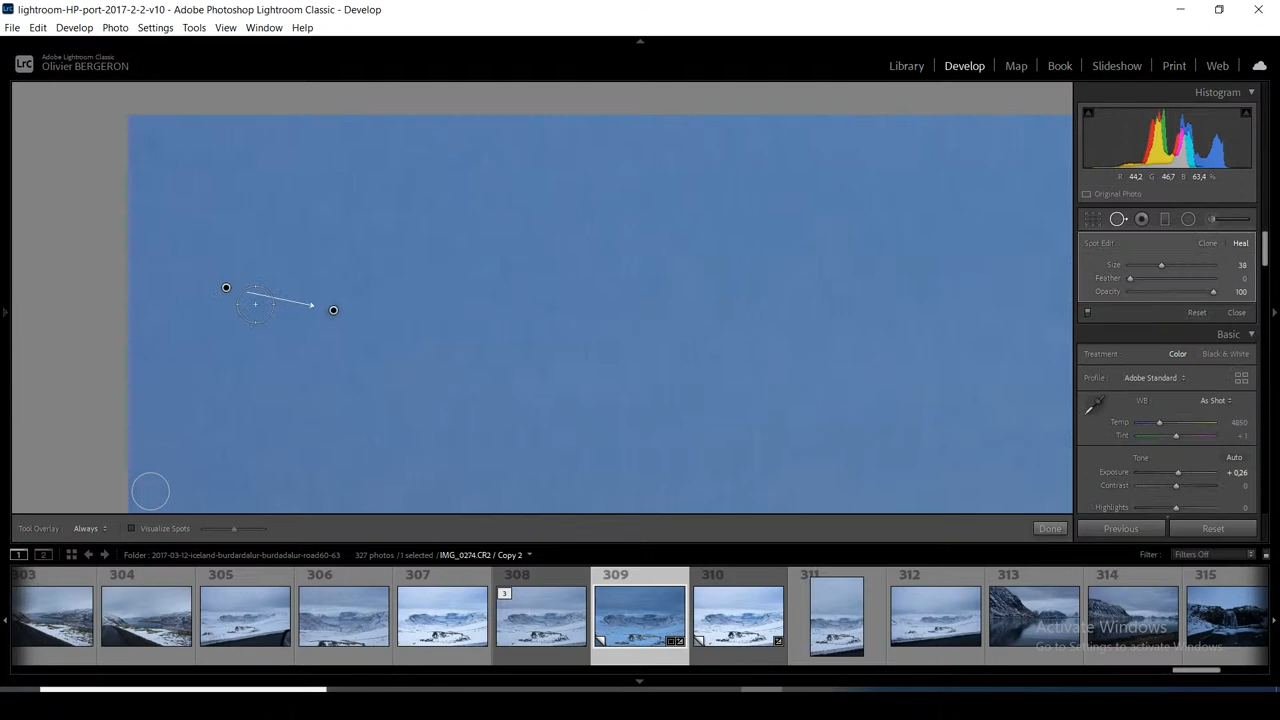 lightroom-HP-port-2017-2-2-v10 - Adobe Photoshop Lightroom Classic - Develop
File Edit Develop Photo Settings Tools View Window Help
LrC
Adobe Lightroom Classic
Olivier BERGERON
Library Develop Map Book Slideshow Print Web
Histogram
R 44,2 G 46,7 B 63,4 %
Original Photo
Spot Edit: Clone Heal
Size 38
Feather 0
Opacity 100
Reset Close
Basic
Treatment: Color Black & White
Profile: Adobe Standard
WB: As Shot
Temp 4850
Tint + 1
Tone Auto
Exposure + 0,26
Contrast 0
Highlights 0
Tool Overlay: Always Visualize Spots Done
Previous Reset
1 2 Folder : 2017-03-12-iceland-burdardalur-burdadalur-road60-63 327 photos /1 selected / IMG_0274.CR2 / Copy 2 Filter : Filters Off
303 304 305 306 307 308 309 310 311 312 313 314 315
3
Activate Windows
Go to Settings to activate Windows.